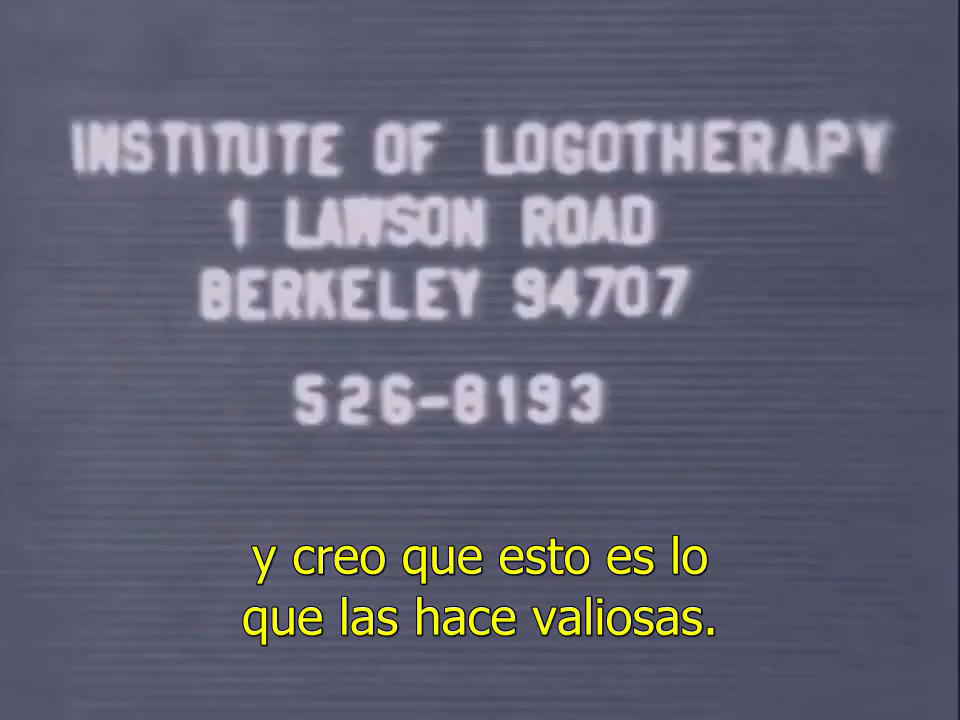 INSTITUTE OF LOGOTHERAPY
1 LAWSON ROAD
BERKELEY 94707
526-8193
y creo que esto es lo
que las hace valiosas.